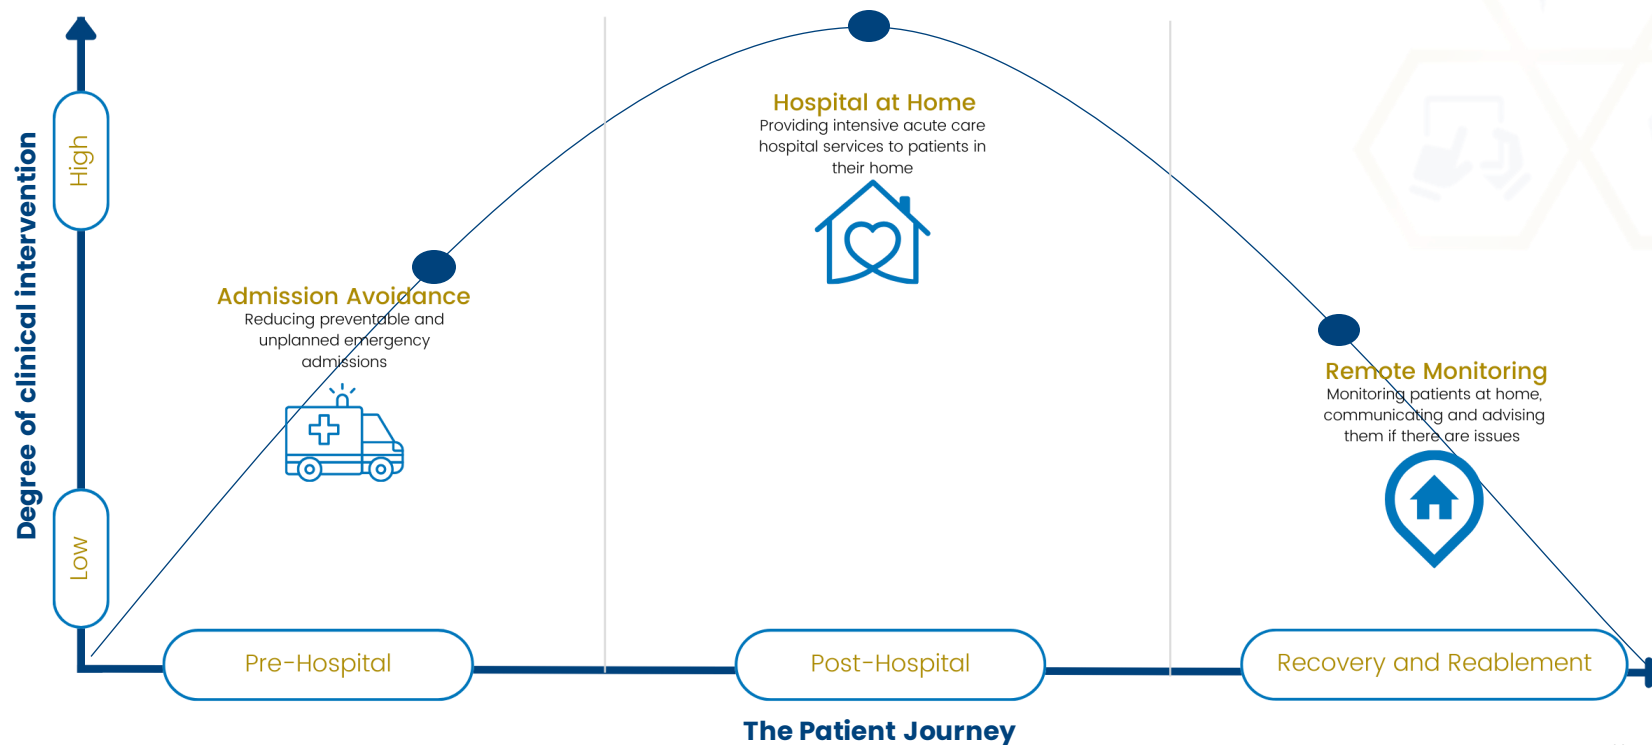 Degree of clinical intervention
High
Low
Hospital at Home
Providing intensive acute care
hospital services to patients in
their home
Admission Avoidance
Reducing preventable and
unplanned emergency
admissions
Remote Monitoring
Monitoring patients at home,
communicating and advising
them if there are issues
Pre-Hospital
Post-Hospital
Recovery and Reablement
The Patient Journey